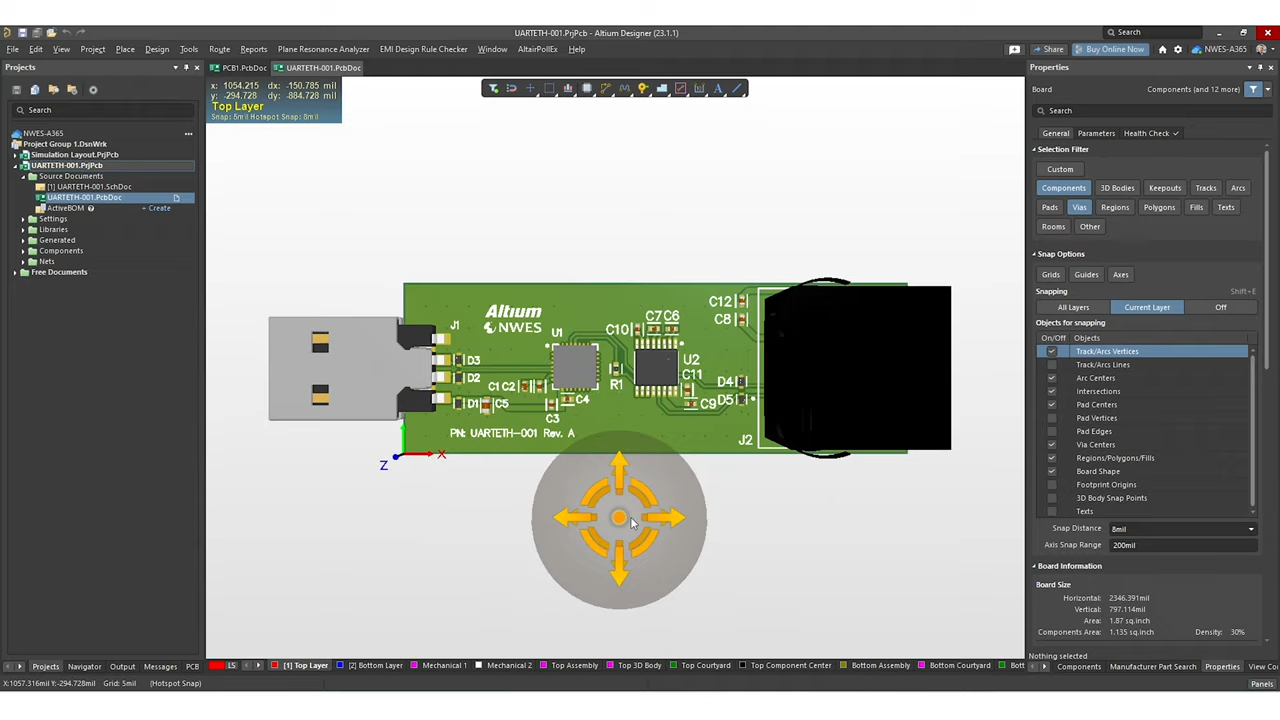 UARTETH-001.PrjPcb - Altium Designer (23.1.1)
Search
File Edit View Project Place Design Tools Route Reports Plane Resonance Analyzer EMI Design Rule Checker Window AltairPollEx Help
Share Buy Online Now NWES-A365
Projects
PCB1.PcbDoc UARTETH-001.PcbDoc
Properties
x: 1054.215 dx: -150.785 mil
y: -294.728 dy: -884.728 mil
Top Layer
Snap: 5mil Hotspot Snap: 8mil
Search
NWES-A365
Project Group 1.DsnWrk
Simulation Layout.PrjPcb
UARTETH-001.PrjPcb
Source Documents
[1] UARTETH-001.SchDoc
UARTETH-001.PcbDoc
ActiveBOM + Create
Settings
Libraries
Generated
Components
Nets
Free Documents
Altium
NWES
J1
U1
D3
D2
D1
C5
C1 C2
C3
C4
C10
C7 C6
R1
U2
C11
C9
C12
C8
D4
D5
J2
PN: UARTETH-001 Rev. A
X
Z
Board Components (and 12 more)
Search
General Parameters Health Check
Selection Filter
Custom
Components 3D Bodies Keepouts Tracks Arcs
Pads Vias Regions Polygons Fills Texts
Rooms Other
Snap Options
Grids Guides Axes
Snapping Shift+E
All Layers Current Layer Off
Objects for snapping
On/Off Objects
Track/Arcs Vertices
Track/Arcs Lines
Arc Centers
Intersections
Pad Centers
Pad Vertices
Pad Edges
Via Centers
Regions/Polygons/Fills
Board Shape
Footprint Origins
3D Body Snap Points
Texts
Snap Distance 8mil
Axis Snap Range 200mil
Board Information
Board Size
Horizontal: 2346.391mil
Vertical: 797.114mil
Area: 1.87 sq.inch
Components Area: 1.135 sq.inch Density: 30%
Nothing selected
Projects Navigator Output Messages PCB
LS [1] Top Layer [2] Bottom Layer Mechanical 1 Mechanical 2 Top Assembly Top 3D Body Top Courtyard Top Component Center Bottom Assembly Bottom Courtyard Bott
Components Manufacturer Part Search Properties View Co
X:1057.316mil Y:-294.728mil Grid: 5mil (Hotspot Snap)
Panels